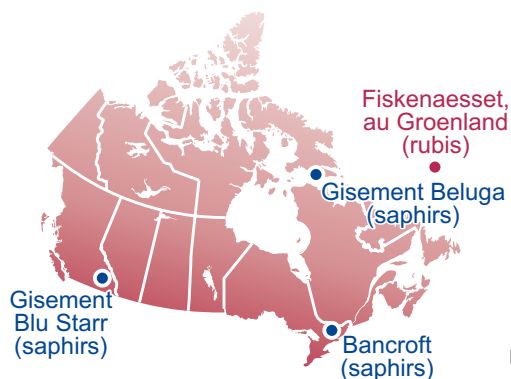 Fiskenaesset,
au Groenland
(rubis)
Gisement Beluga
(saphirs)
Gisement
Blu Starr
(saphirs)
Bancroft
(saphirs)